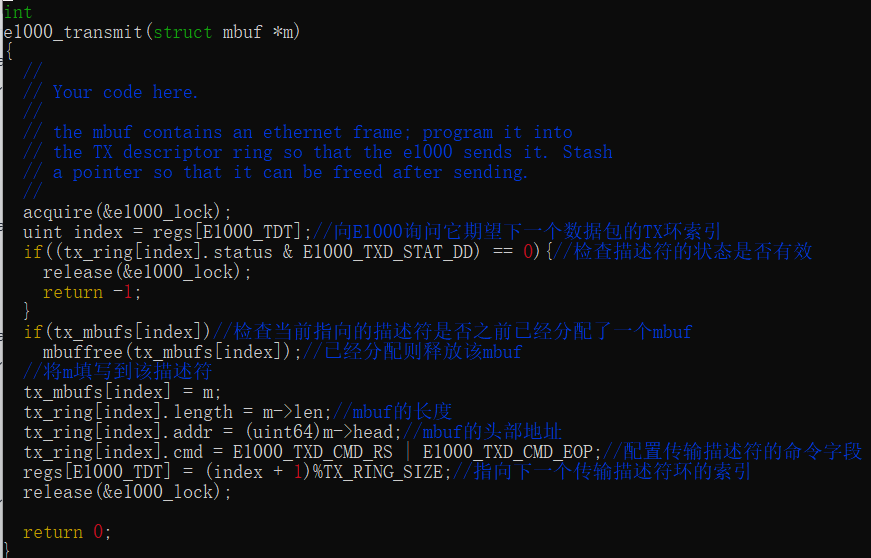 int
e1000_transmit(struct mbuf *m)
{
  //
  // Your code here.
  //
  // the mbuf contains an ethernet frame; program it into
  // the TX descriptor ring so that the e1000 sends it. Stash
  // a pointer so that it can be freed after sending.
  //
  acquire(&e1000_lock);
  uint index = regs[E1000_TDT];//向E1000询问它期望下一个数据包的TX环索引
  if((tx_ring[index].status & E1000_TXD_STAT_DD) == 0){//检查描述符的状态是否有效
    release(&e1000_lock);
    return -1;
  }
  if(tx_mbufs[index])//检查当前指向的描述符是否之前已经分配了一个mbuf
    mbuffree(tx_mbufs[index]);//已经分配则释放该mbuf
  //将m填写到该描述符
  tx_mbufs[index] = m;
  tx_ring[index].length = m->len;//mbuf的长度
  tx_ring[index].addr = (uint64)m->head;//mbuf的头部地址
  tx_ring[index].cmd = E1000_TXD_CMD_RS | E1000_TXD_CMD_EOP;//配置传输描述符的命令字段
  regs[E1000_TDT] = (index + 1)%TX_RING_SIZE;//指向下一个传输描述符环的索引
  release(&e1000_lock);

  return 0;
}